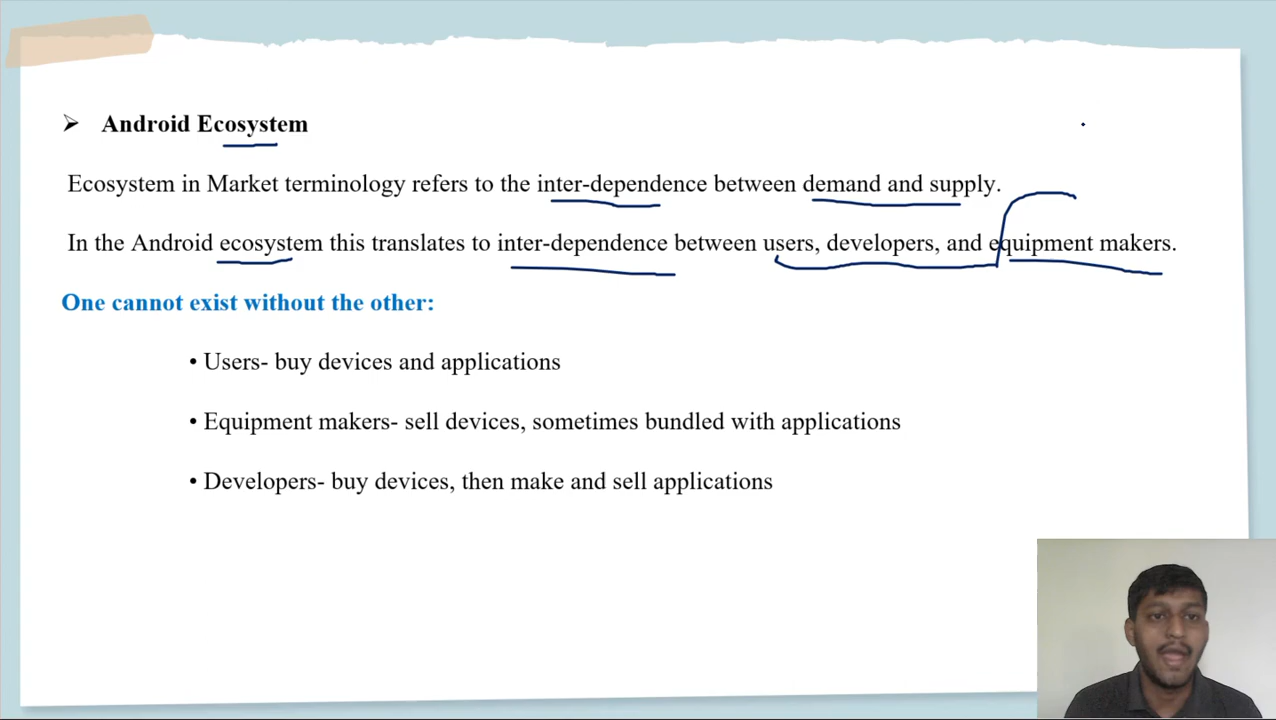 ➢ Android Ecosystem
Ecosystem in Market terminology refers to the inter-dependence between demand and supply.
In the Android ecosystem this translates to inter-dependence between users, developers, and equipment makers.
One cannot exist without the other:
• Users- buy devices and applications
• Equipment makers- sell devices, sometimes bundled with applications
• Developers- buy devices, then make and sell applications